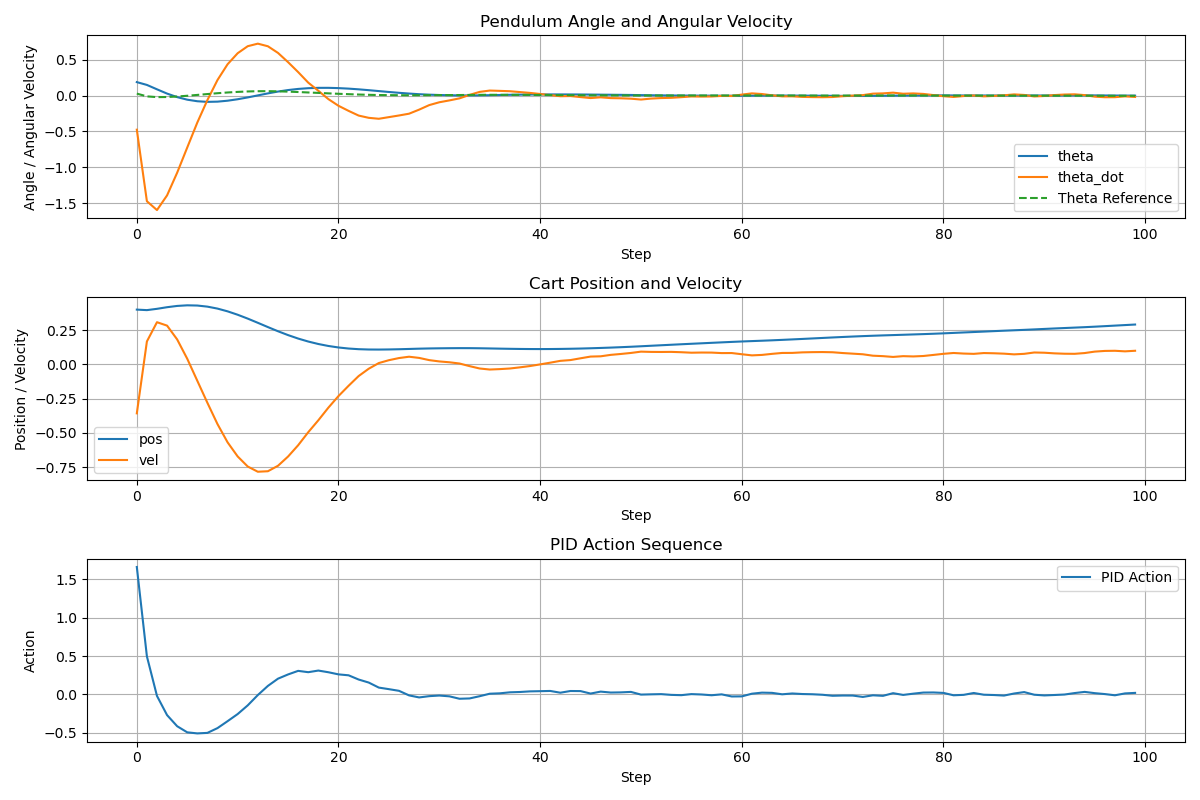 Pendulum Angle and Angular Velocity
Angle / Angular Velocity
0.5
0.0
−0.5
−1.0
−1.5
theta
theta_dot
Theta Reference
0 20 40 60 80 100
Step
Cart Position and Velocity
Position / Velocity
0.25
0.00
−0.25
−0.50
−0.75
pos
vel
0 20 40 60 80 100
Step
PID Action Sequence
Action
1.5
1.0
0.5
0.0
−0.5
PID Action
0 20 40 60 80 100
Step